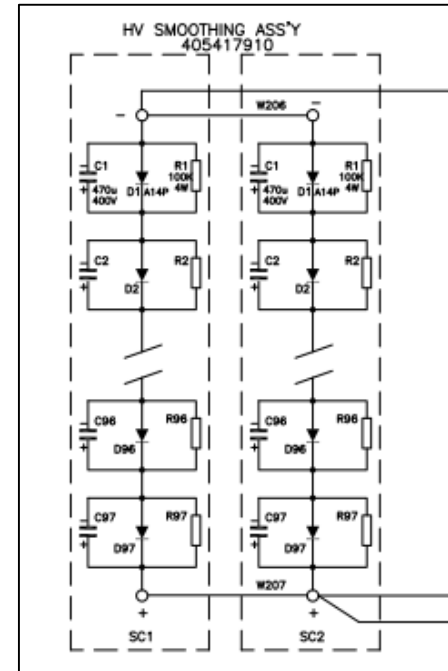 HV SMOOTHING ASS'Y
405417910
W206
- -
C1 R1 C1 R1
100K 100K
470u D1 A14P 4W 470u D1 A14P 4W
400V 400V
C2 R2 C2 R2
D2 D2
C96 R96 C96 R96
D96 D96
C97 R97 C97 R97
D97 D97
W207
+ +
SC1 SC2